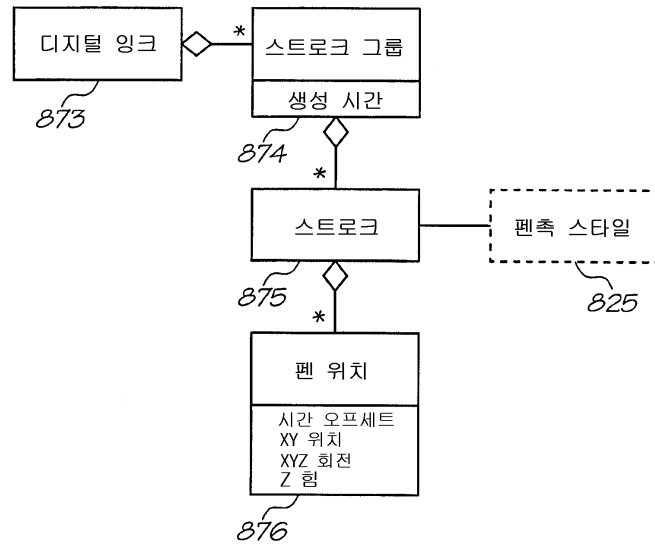 디지털 잉크
*
스트로크 그룹
생성 시간
873
874
*
스트로크
펜촉 스타일
875
825
*
펜 위치
시간 오프세트
XY 위치
XYZ 회전
Z 힘
876